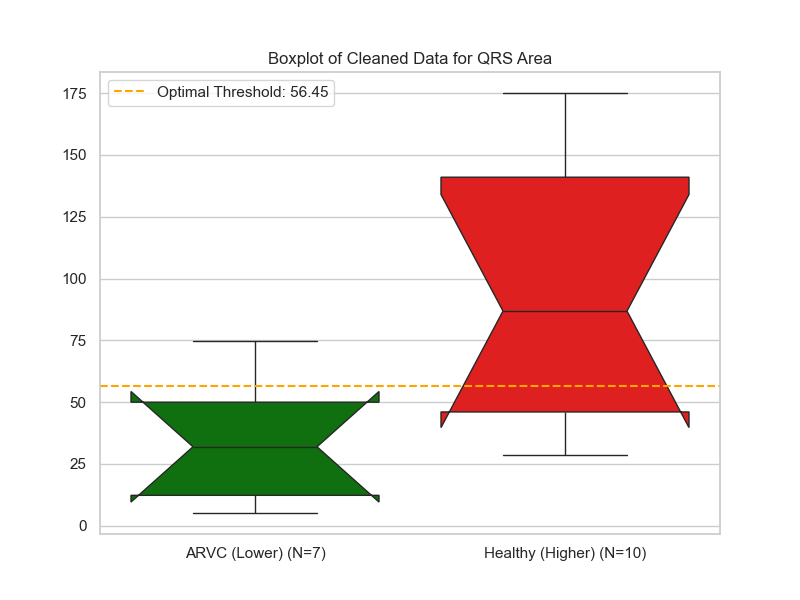 Boxplot of Cleaned Data for QRS Area
Optimal Threshold: 56.45
175
150
125
100
75
50
25
0
ARVC (Lower) (N=7)
Healthy (Higher) (N=10)